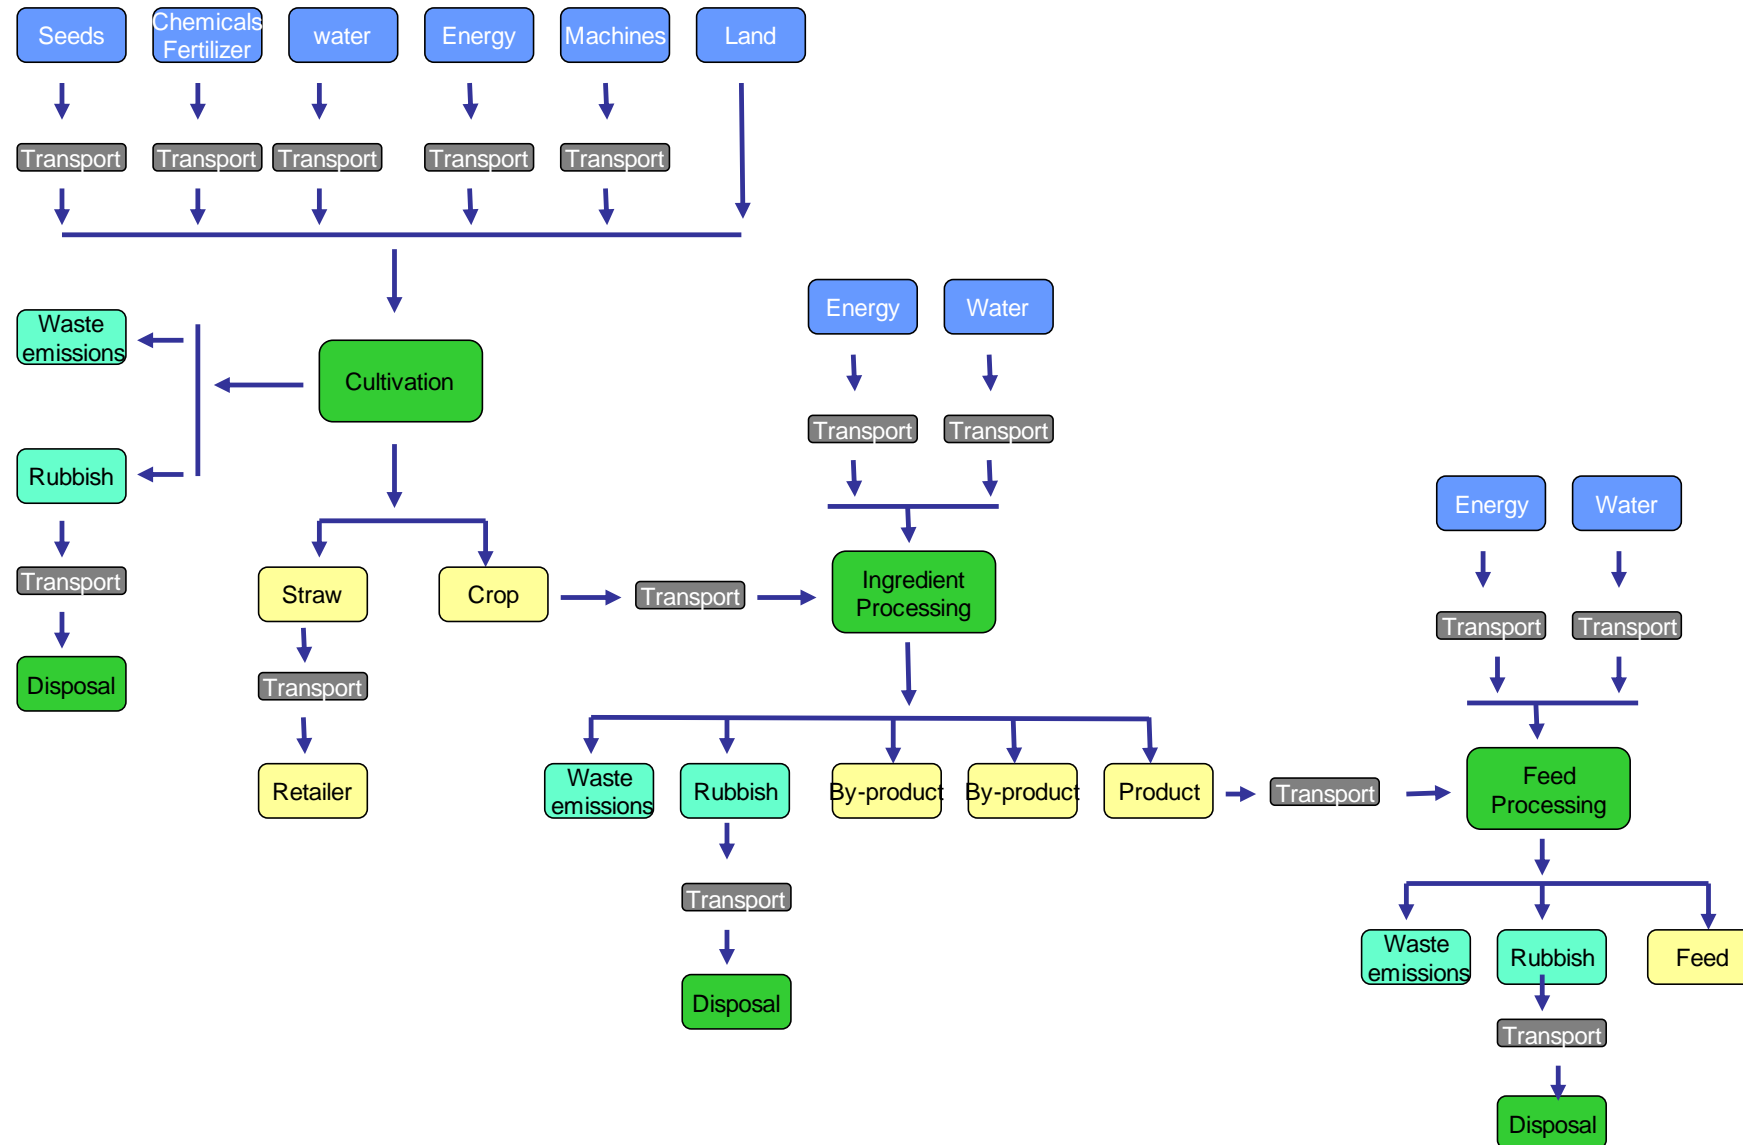 Seeds
Chemicals
Fertilizer
water
Energy
Machines
Land
Transport
Transport
Transport
Transport
Transport
Waste
emissions
Cultivation
Energy
Water
Transport
Transport
Rubbish
Energy
Water
Transport
Straw
Crop
Transport
Ingredient
Processing
Transport
Transport
Disposal
Transport
Retailer
Waste
emissions
Rubbish
By-product
By-product
Product
Transport
Feed
Processing
Transport
Waste
emissions
Rubbish
Feed
Disposal
Transport
Disposal